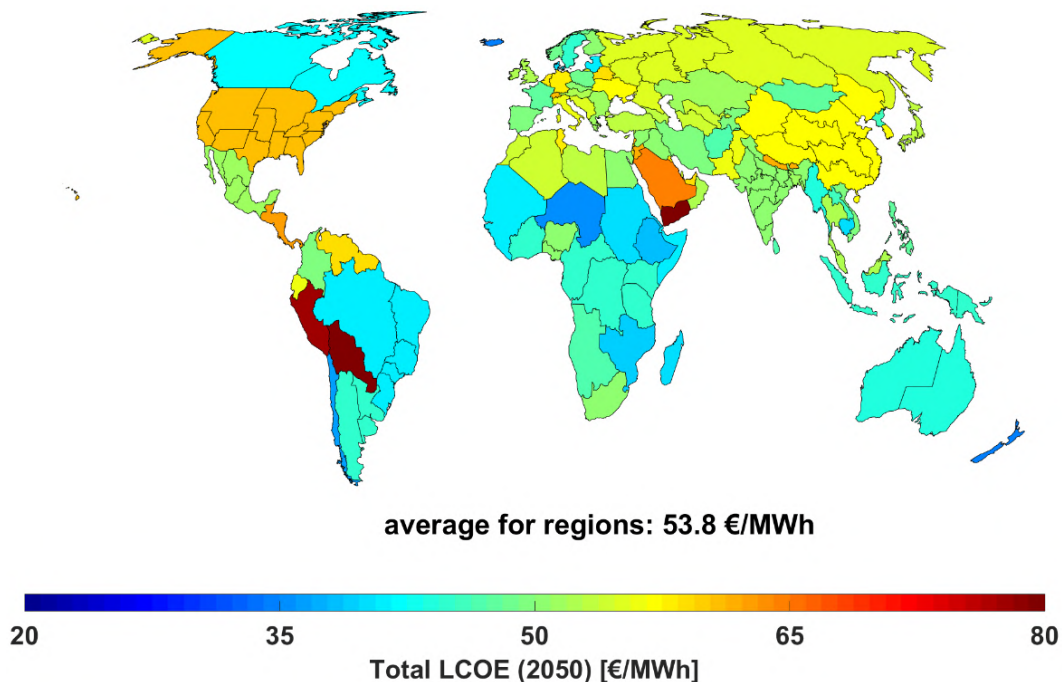 average for regions: 53.8 €/MWh
20 35 50 65 80
Total LCOE (2050) [€/MWh]